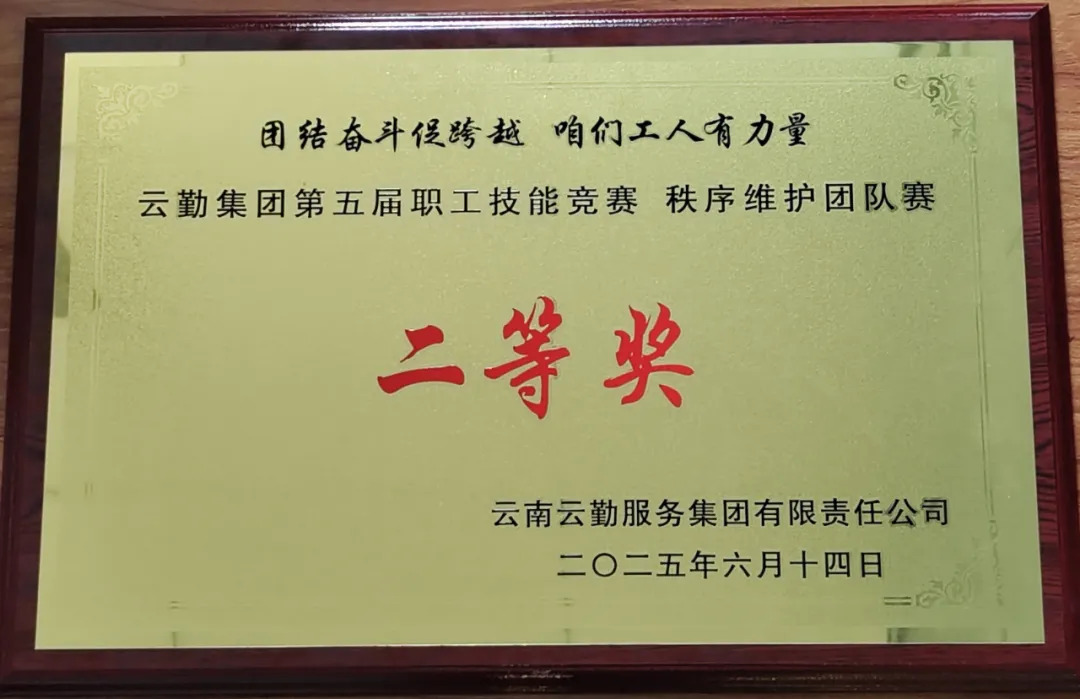 团结奋斗促跨越 咱们工人有力量
云勤集团第五届职工技能竞赛 秩序维护团队赛
二等奖
云南云勤服务集团有限责任公司
二〇二五年六月十四日